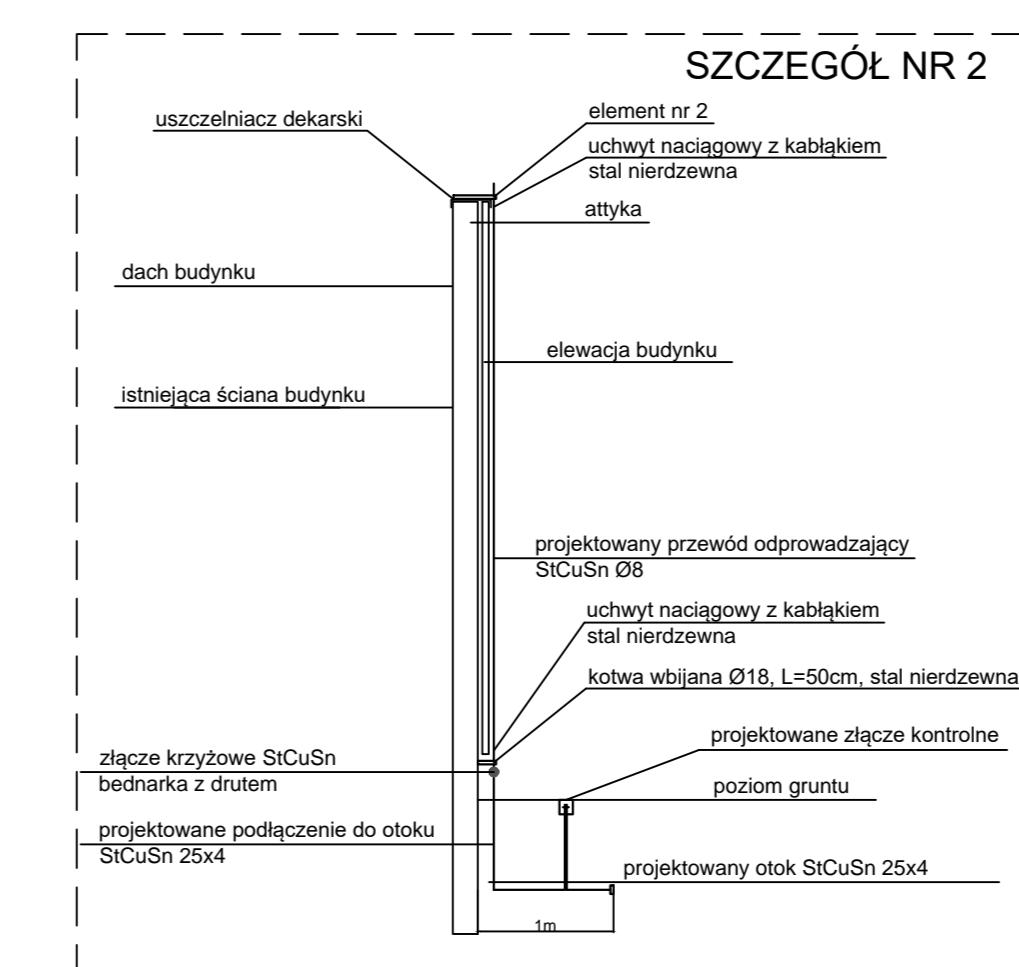 SZCZEGÓŁ NR 2
uszczelniacz dekarski
element nr 2
uchwyt naciągowy z kabłąkiem
stal nierdzewna
attyka
dach budynku
elewacja budynku
istniejąca ściana budynku
projektowany przewód odprowadzający
StCuSn Ø8
uchwyt naciągowy z kabłąkiem
stal nierdzewna
kotwa wbijana Ø18, L=50cm, stal nierdzewna
projektowane złącze kontrolne
złącze krzyżowe StCuSn
bednarka z drutem
poziom gruntu
projektowane podłączenie do otoku
StCuSn 25x4
projektowany otok StCuSn 25x4
1m